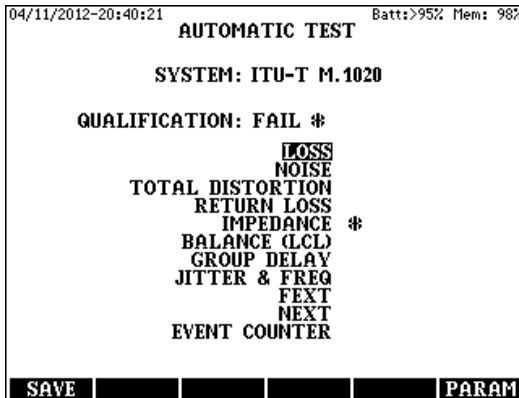 04/11/2012-20:40:21 Batt:>95% Mem: 98%
AUTOMATIC TEST
SYSTEM: ITU-T M.1020
QUALIFICATION: FAIL *
LOSS
NOISE
TOTAL DISTORTION
RETURN LOSS
IMPEDANCE *
BALANCE (LCL)
GROUP DELAY
JITTER & FREQ
FEXT
NEXT
EVENT COUNTER
SAVE PARAM